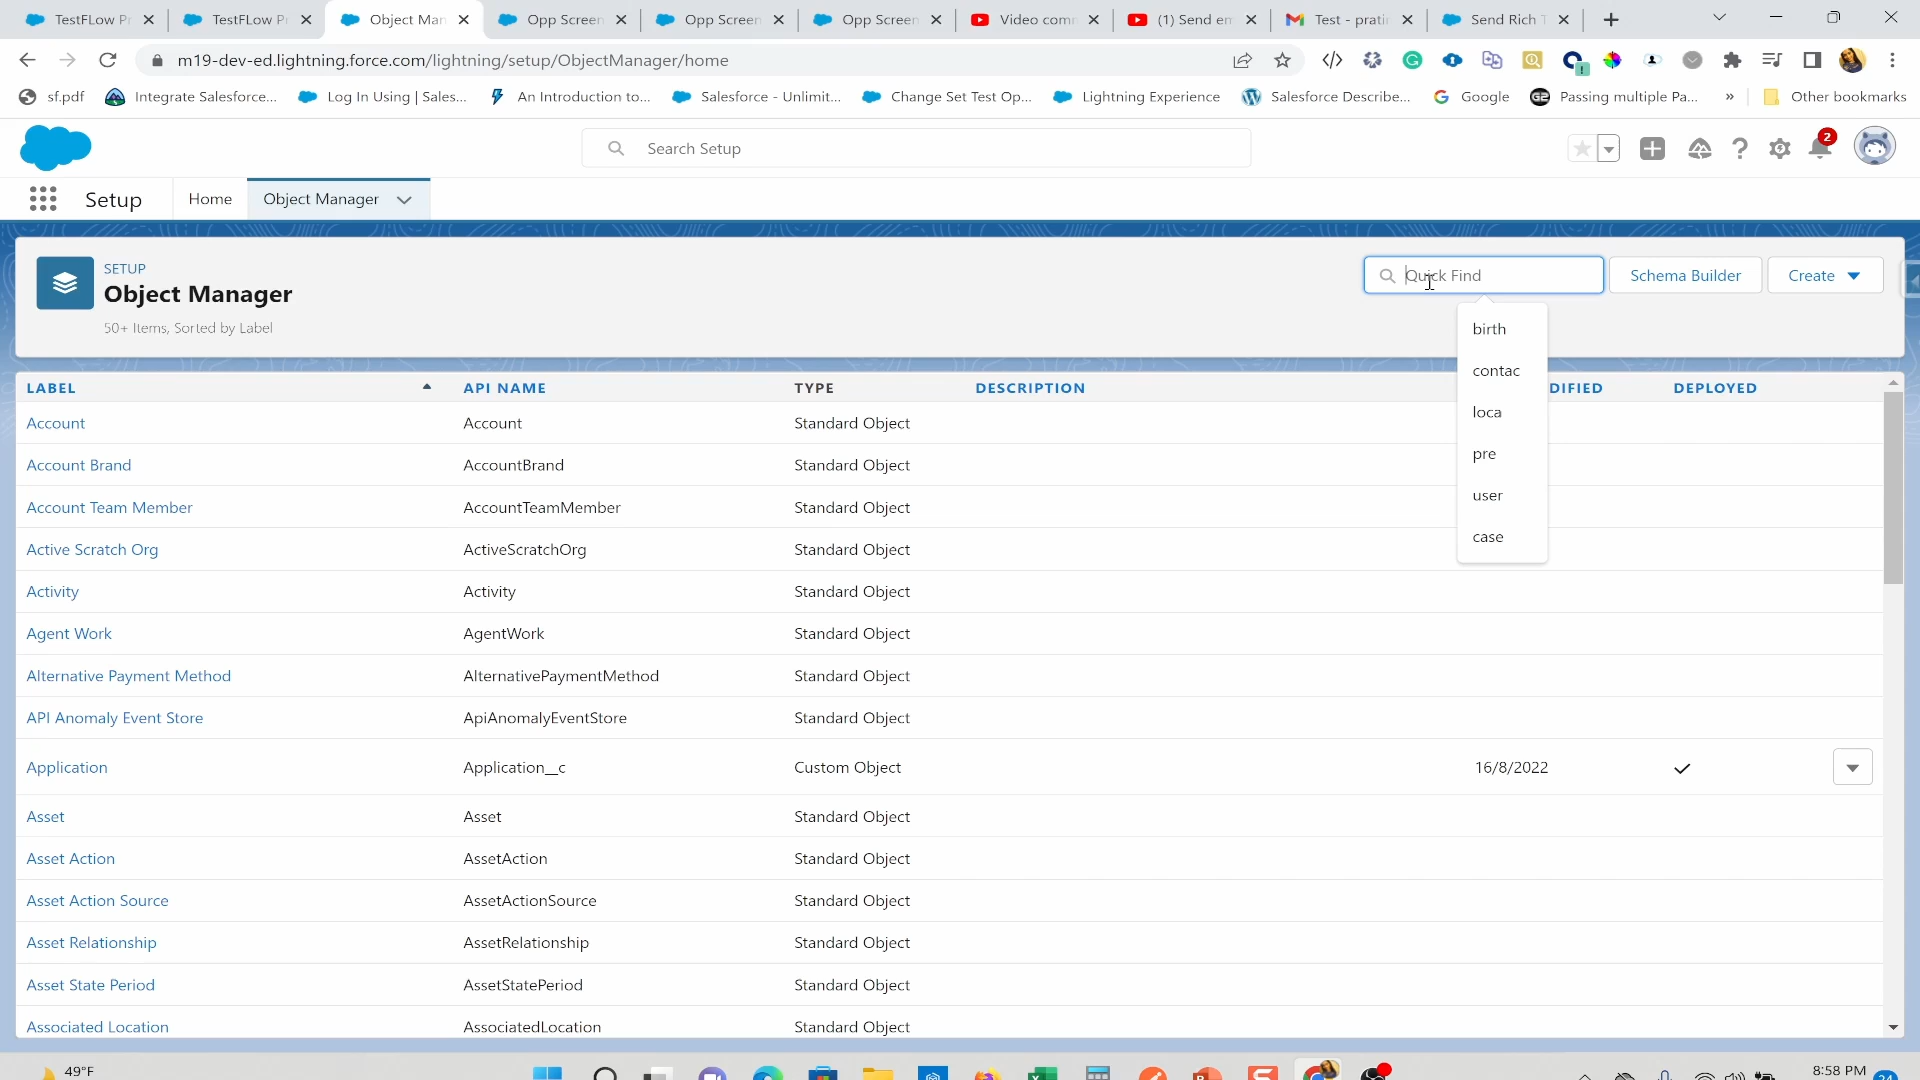 TestFLow P
TestFLow P
Object Man
Opp Screen
Opp Screen
Opp Screen
Video com
(1) Send e
Test - prati
Send Rich T
m19-dev-ed.lightning.force.com/lightning/setup/ObjectManager/home
sf.pdf
Integrate Salesforce...
Log In Using | Sales...
An Introduction to...
Salesforce - Unlimit...
Change Set Test Op...
Lightning Experience
Salesforce Describe...
Google
Passing multiple Pa...
»
Other bookmarks
Search Setup
2
Setup
Home
Object Manager
SETUP
Object Manager
50+ Items, Sorted by Label
Quick Find
Schema Builder
Create
birth
contac
loca
pre
user
case
LABEL API NAME TYPE DESCRIPTION DIFIED DEPLOYED
Account Account Standard Object
Account Brand AccountBrand Standard Object
Account Team Member AccountTeamMember Standard Object
Active Scratch Org ActiveScratchOrg Standard Object
Activity Activity Standard Object
Agent Work AgentWork Standard Object
Alternative Payment Method AlternativePaymentMethod Standard Object
API Anomaly Event Store ApiAnomalyEventStore Standard Object
Application Application__c Custom Object 16/8/2022
Asset Asset Standard Object
Asset Action AssetAction Standard Object
Asset Action Source AssetActionSource Standard Object
Asset Relationship AssetRelationship Standard Object
Asset State Period AssetStatePeriod Standard Object
Associated Location AssociatedLocation Standard Object
49°F
8:58 PM
24